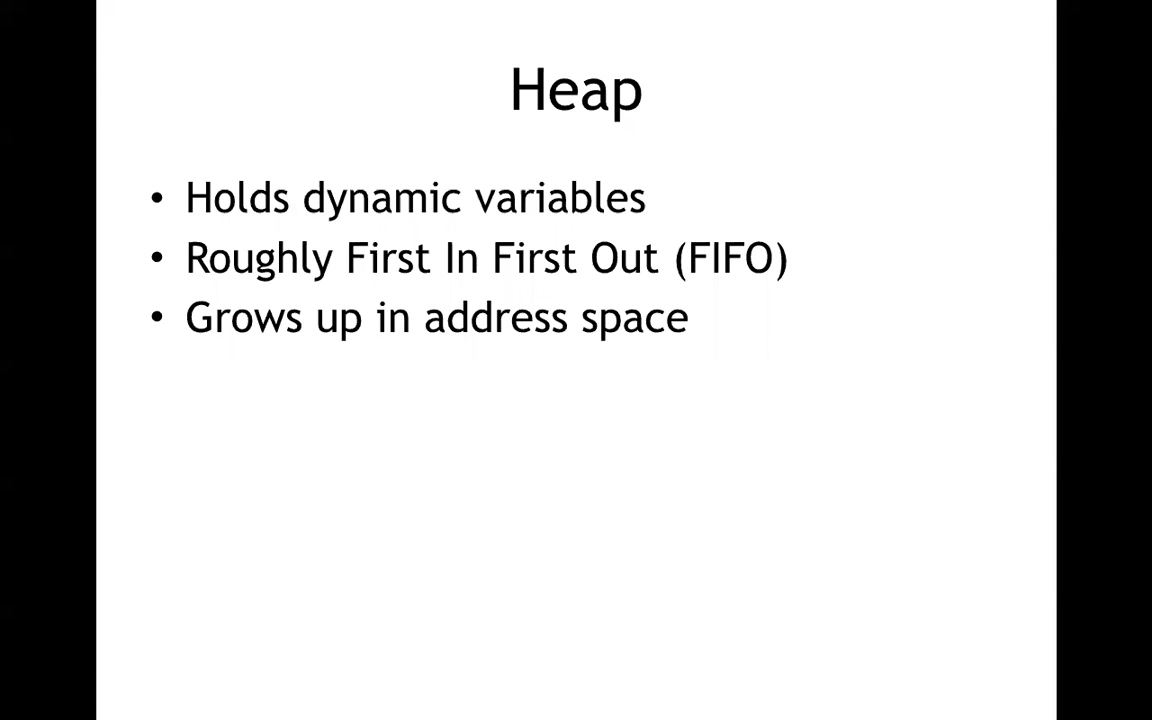 Heap
• Holds dynamic variables
• Roughly First In First Out (FIFO)
• Grows up in address space